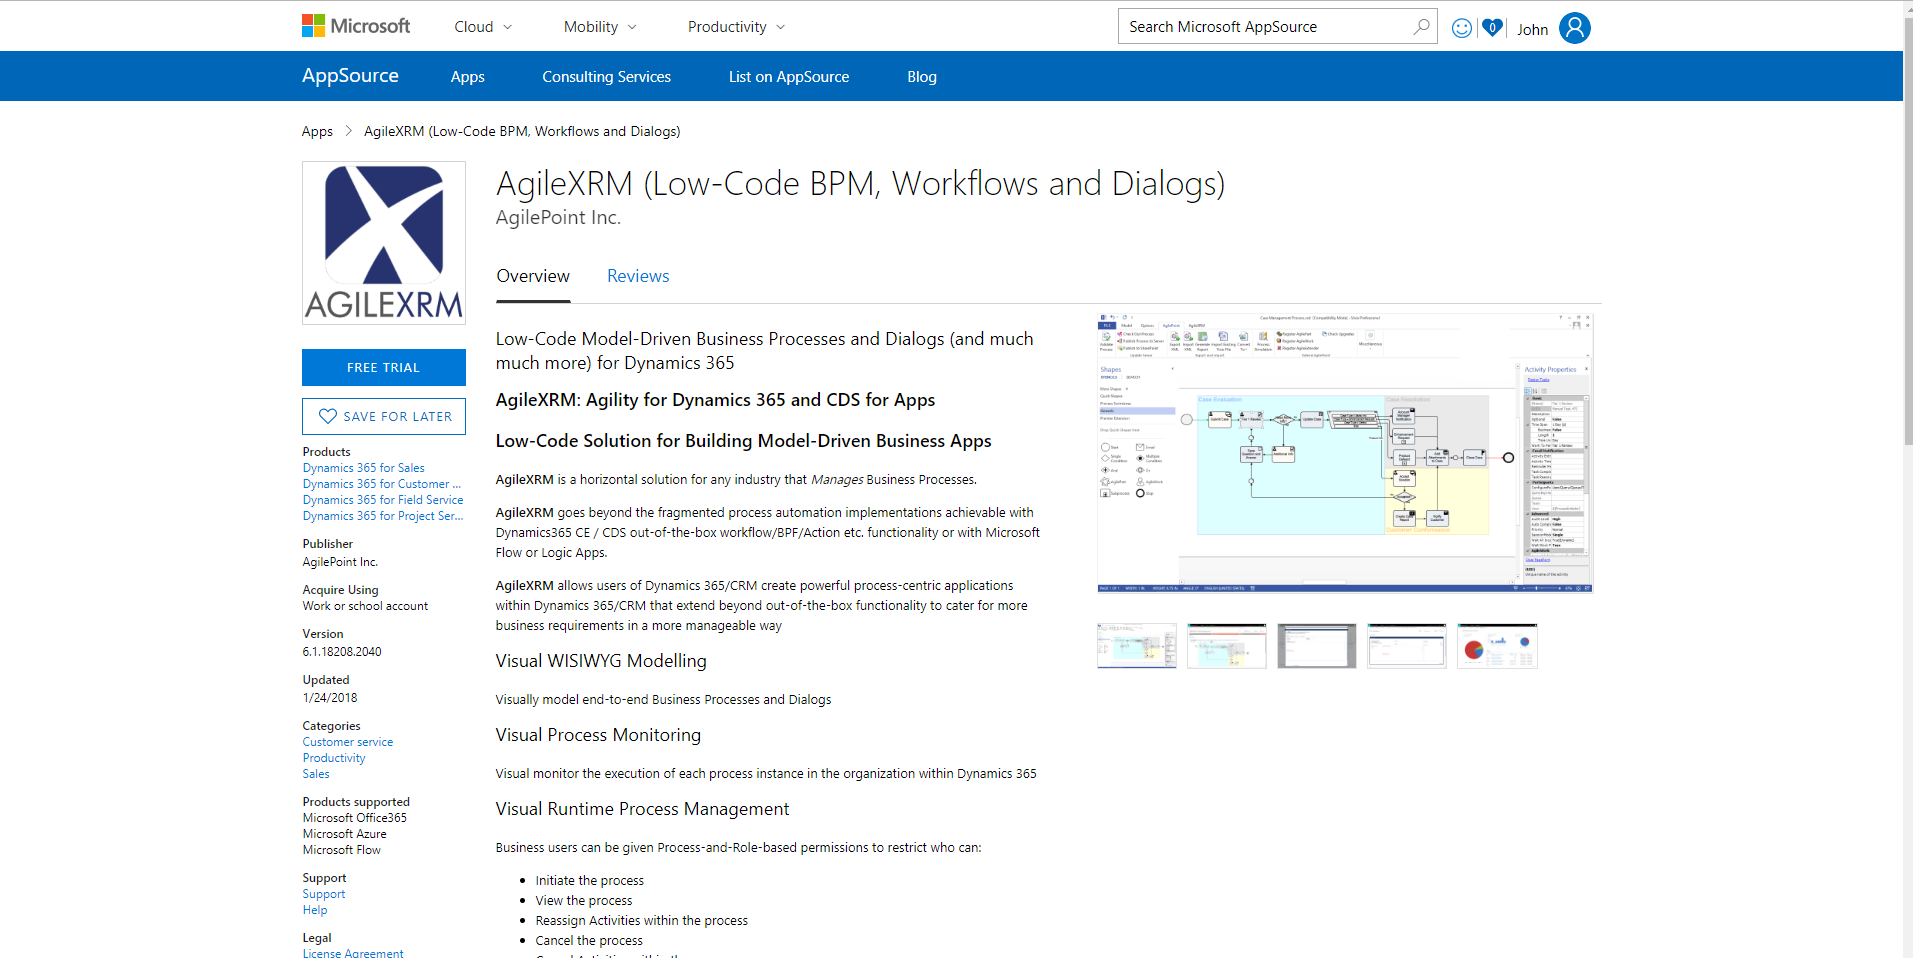 Microsoft
Cloud
Mobility
Productivity
Search Microsoft AppSource
0
John
AppSource
Apps
Consulting Services
List on AppSource
Blog
Apps
AgileXRM (Low-Code BPM, Workflows and Dialogs)
AGILEXRM
AgileXRM (Low-Code BPM, Workflows and Dialogs)
AgilePoint Inc.
Overview
Reviews
FREE TRIAL
SAVE FOR LATER
Products
Dynamics 365 for Sales
Dynamics 365 for Customer ...
Dynamics 365 for Field Service
Dynamics 365 for Project Ser...
Publisher
AgilePoint Inc.
Acquire Using
Work or school account
Version
6.1.18208.2040
Updated
1/24/2018
Categories
Customer service
Productivity
Sales
Products supported
Microsoft Office365
Microsoft Azure
Microsoft Flow
Support
Support
Help
Legal
License Agreement
Low-Code Model-Driven Business Processes and Dialogs (and much
much more) for Dynamics 365
AgileXRM: Agility for Dynamics 365 and CDS for Apps
Low-Code Solution for Building Model-Driven Business Apps
AgileXRM is a horizontal solution for any industry that Manages Business Processes.
AgileXRM goes beyond the fragmented process automation implementations achievable with
Dynamics365 CE / CDS out-of-the-box workflow/BPF/Action etc. functionality or with Microsoft
Flow or Logic Apps.
AgileXRM allows users of Dynamics 365/CRM create powerful process-centric applications
within Dynamics 365/CRM that extend beyond out-of-the-box functionality to cater for more
business requirements in a more manageable way
Visual WISIWYG Modelling
Visually model end-to-end Business Processes and Dialogs
Visual Process Monitoring
Visual monitor the execution of each process instance in the organization within Dynamics 365
Visual Runtime Process Management
Business users can be given Process-and-Role-based permissions to restrict who can:
Initiate the process
View the process
Reassign Activities within the process
Cancel the process
Shapes
Case Evaluation
Case Resolution
Activity Properties